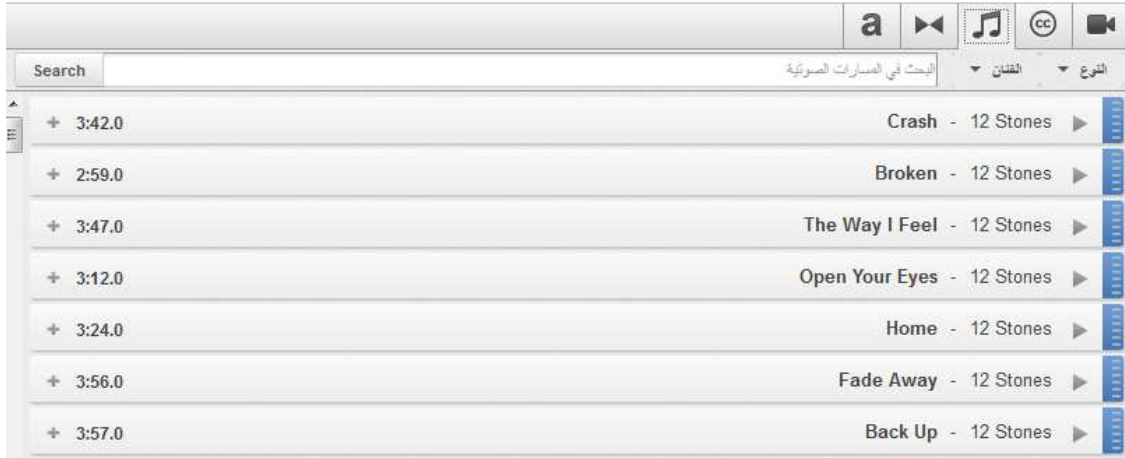 a
cc
النوع الفنان البحث في المسارات الصوتية Search
12 Stones - Crash 3:42.0
12 Stones - Broken 2:59.0
12 Stones - The Way I Feel 3:47.0
12 Stones - Open Your Eyes 3:12.0
12 Stones - Home 3:24.0
12 Stones - Fade Away 3:56.0
12 Stones - Back Up 3:57.0